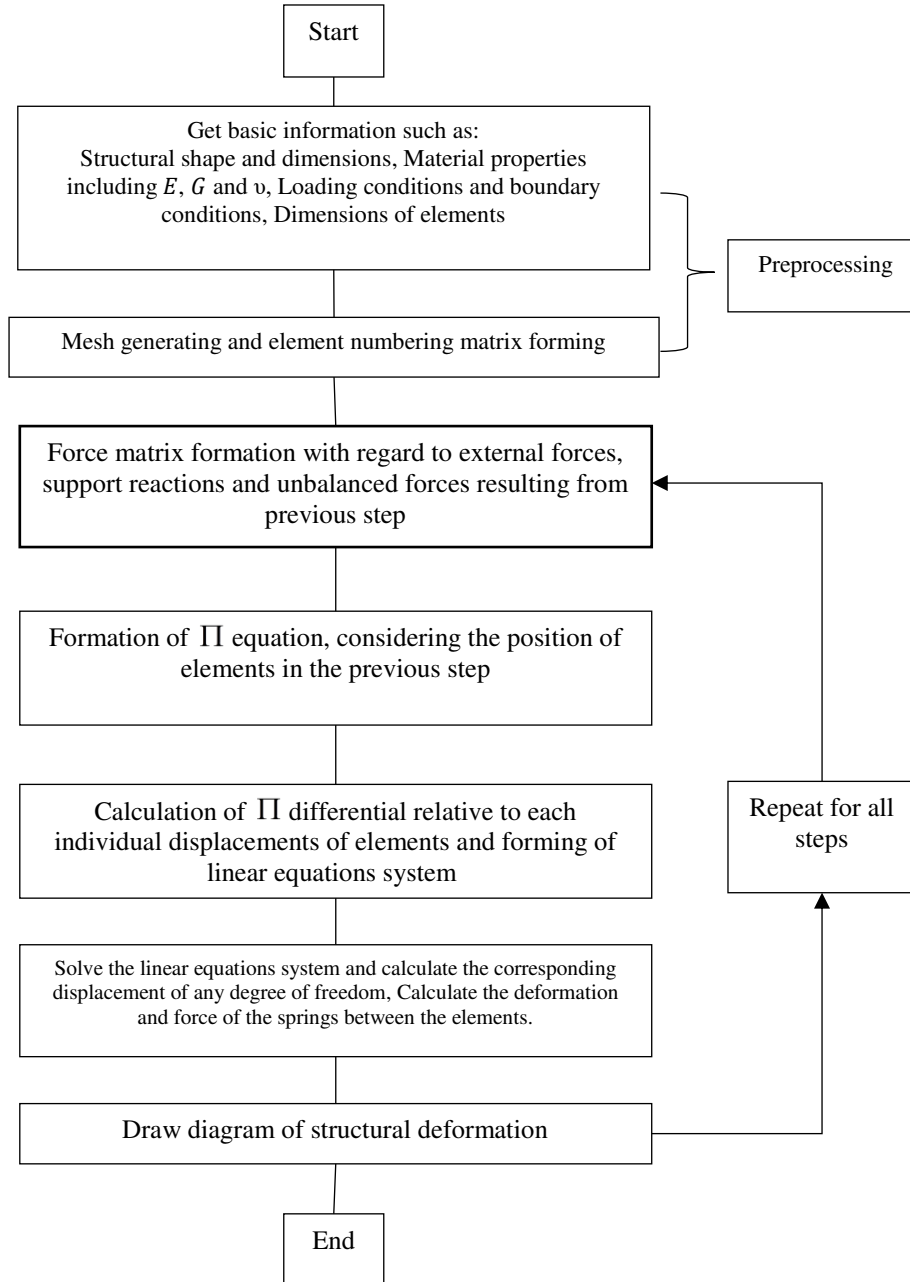 Start
Get basic information such as:
Structural shape and dimensions, Material properties
including E, G and υ, Loading conditions and boundary
conditions, Dimensions of elements
Preprocessing
Mesh generating and element numbering matrix forming
Force matrix formation with regard to external forces,
support reactions and unbalanced forces resulting from
previous step
Formation of Π equation, considering the position of
elements in the previous step
Calculation of Π differential relative to each
individual displacements of elements and forming of
linear equations system
Repeat for all
steps
Solve the linear equations system and calculate the corresponding
displacement of any degree of freedom, Calculate the deformation
and force of the springs between the elements.
Draw diagram of structural deformation
End